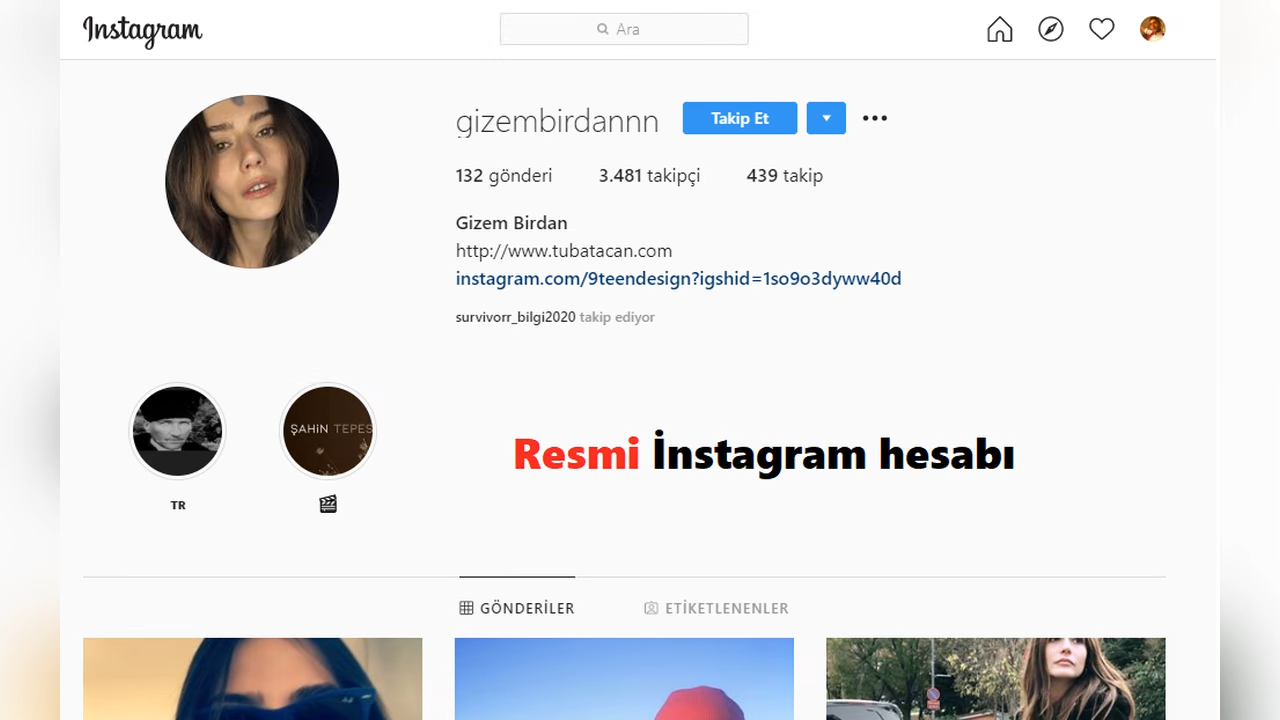 Instagram
Ara
gizembirdannn
Takip Et
132 gönderi 3.481 takipçi 439 takip
Gizem Birdan
http://www.tubatacan.com
instagram.com/9teendesign?igshid=1so9o3dyww40d
survivorr_bilgi2020 takip ediyor
ŞAHİN TEPES
Resmi İnstagram hesabı
TR
GÖNDERİLER
ETİKETLENENLER